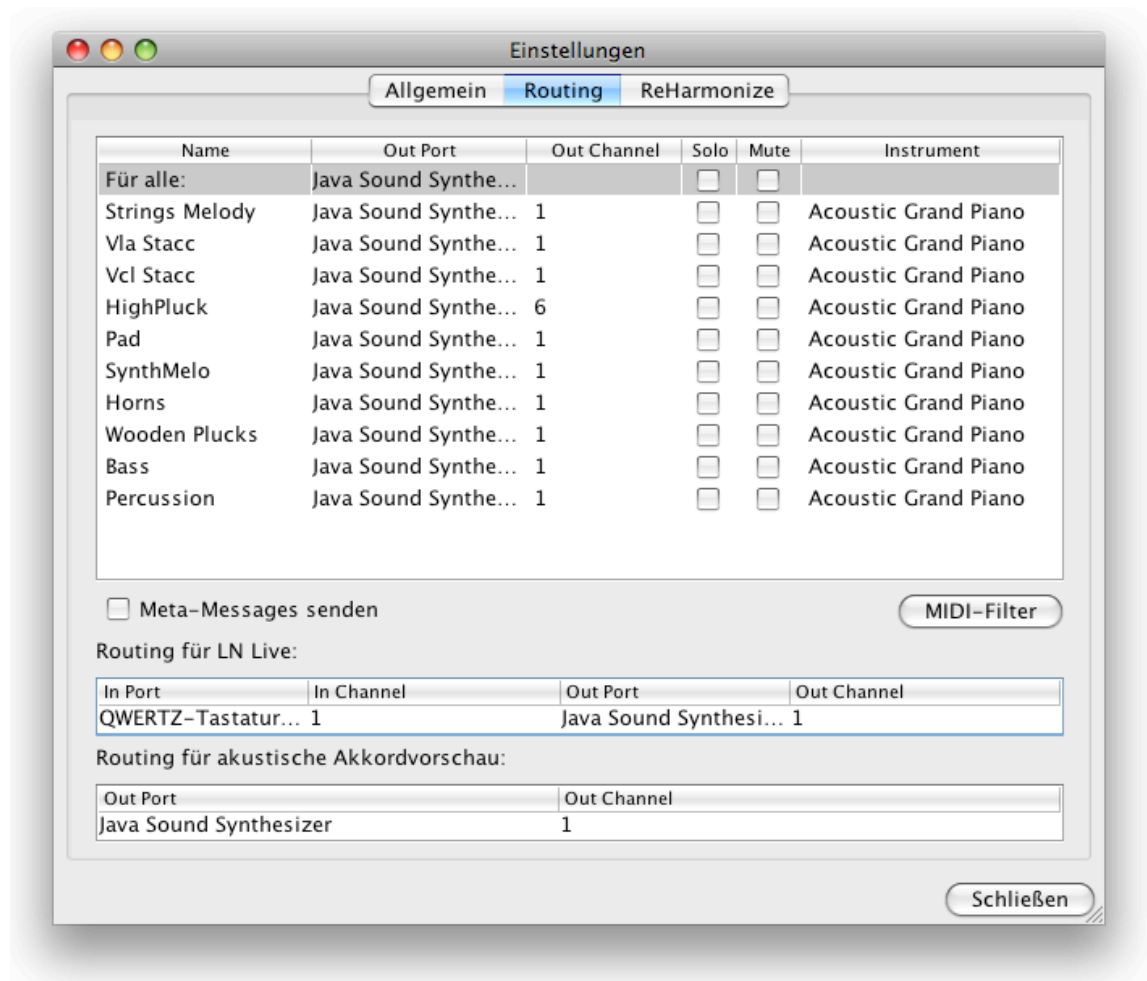 Einstellungen
Allgemein Routing ReHarmonize
Name Out Port Out Channel Solo Mute Instrument
Für alle: Java Sound Synthe...
Strings Melody Java Sound Synthe... 1 Acoustic Grand Piano
Vla Stacc Java Sound Synthe... 1 Acoustic Grand Piano
Vcl Stacc Java Sound Synthe... 1 Acoustic Grand Piano
HighPluck Java Sound Synthe... 6 Acoustic Grand Piano
Pad Java Sound Synthe... 1 Acoustic Grand Piano
SynthMelo Java Sound Synthe... 1 Acoustic Grand Piano
Horns Java Sound Synthe... 1 Acoustic Grand Piano
Wooden Plucks Java Sound Synthe... 1 Acoustic Grand Piano
Bass Java Sound Synthe... 1 Acoustic Grand Piano
Percussion Java Sound Synthe... 1 Acoustic Grand Piano
Meta-Messages senden MIDI-Filter
Routing für LN Live:
In Port In Channel Out Port Out Channel
QWERTZ-Tastatur... 1 Java Sound Synthesi... 1
Routing für akustische Akkordvorschau:
Out Port Out Channel
Java Sound Synthesizer 1
Schließen